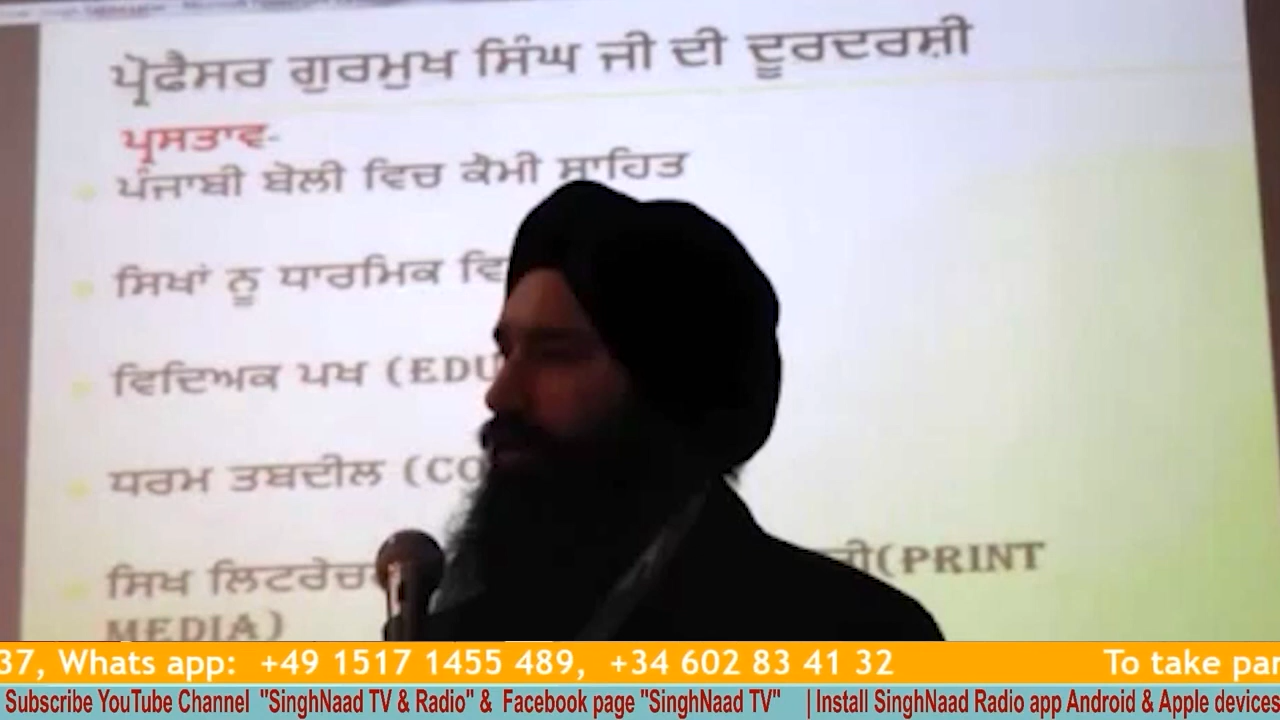 ਪ੍ਰੋਫੈਸਰ ਗੁਰਮੁਖ ਸਿੰਘ ਜੀ ਦੀ ਦੂਰਦਰਸ਼ੀ
ਪ੍ਰਸਤਾਵ-
ਪੰਜਾਬੀ ਬੋਲੀ ਵਿਚ ਕੌਮੀ ਸਾਹਿਤ
ਸਿਖਾਂ ਨੂ ਧਾਰਮਿਕ ਵਿ
ਵਿਦਿਅਕ ਪਖ (EDU
ਧਰਮ ਤਬਦੀਲ (CO
ਸਿਖ ਲਿਟਰੇਚਰ (PRINT
MEDIA)
37, Whats app: +49 1517 1455 489, +34 602 83 41 32 To take par
Subscribe YouTube Channel "SinghNaad TV & Radio" & Facebook page "SinghNaad TV" | Install SinghNaad Radio app Android & Apple devices